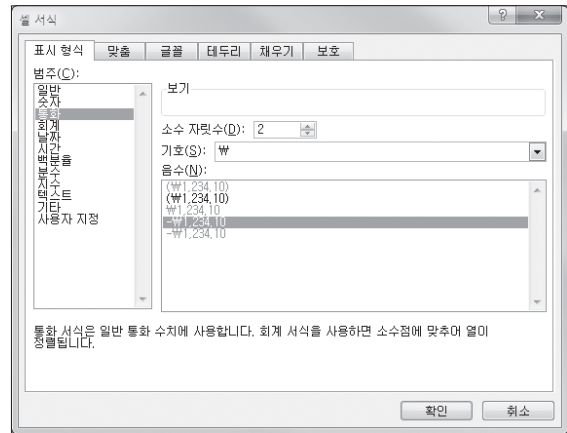 셀 서식
표시 형식 맞춤 글꼴 테두리 채우기 보호
범주(C):
일반
숫자
통화
회계
날짜
시간
백분율
분수
지수
텍스트
기타
사용자 지정
보기
소수 자릿수(D): 2
기호(S): ₩
음수(N):
(₩1,234.10)
(₩1,234.10)
₩1,234.10
-₩1,234.10
-₩1,234.10
통화 서식은 일반 통화 수치에 사용합니다. 회계 서식을 사용하면 소수점에 맞추어 열이
정렬됩니다.
확인 취소